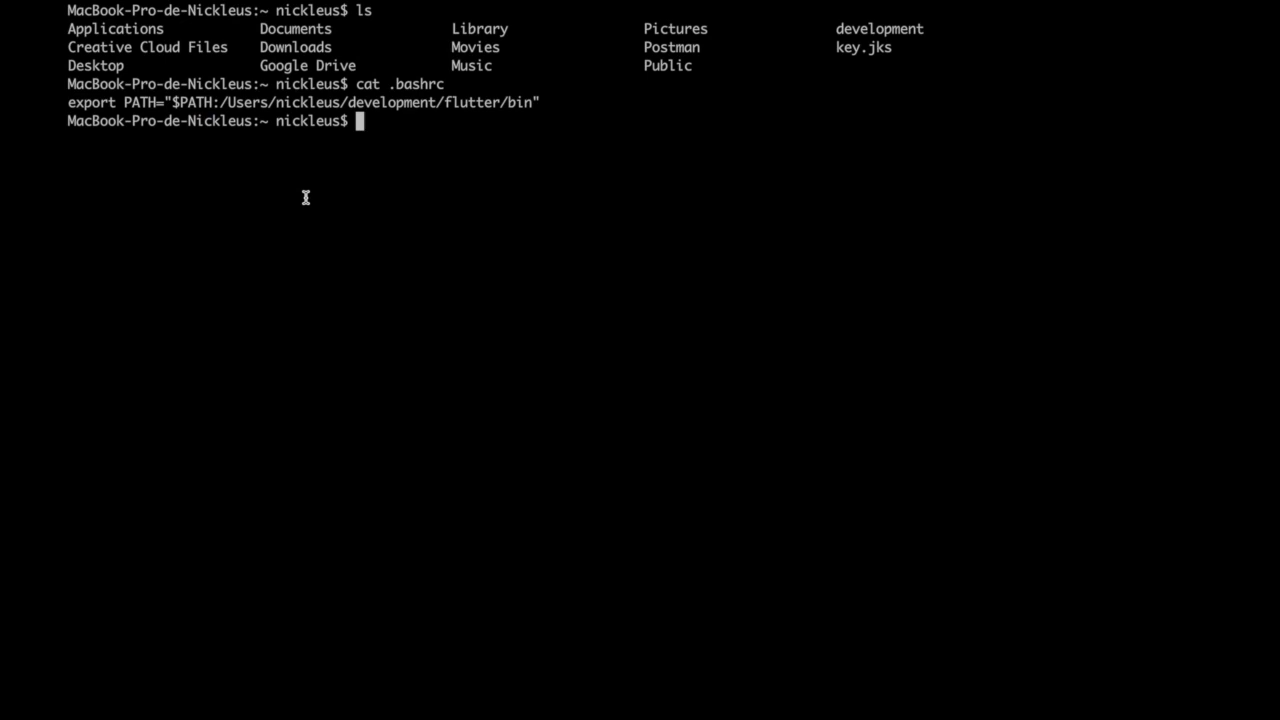 MacBook-Pro-de-Nickleus:~ nickleus$ ls
Applications Documents Library Pictures development
Creative Cloud Files Downloads Movies Postman key.jks
Desktop Google Drive Music Public
MacBook-Pro-de-Nickleus:~ nickleus$ cat .bashrc
export PATH="$PATH:/Users/nickleus/development/flutter/bin"
MacBook-Pro-de-Nickleus:~ nickleus$